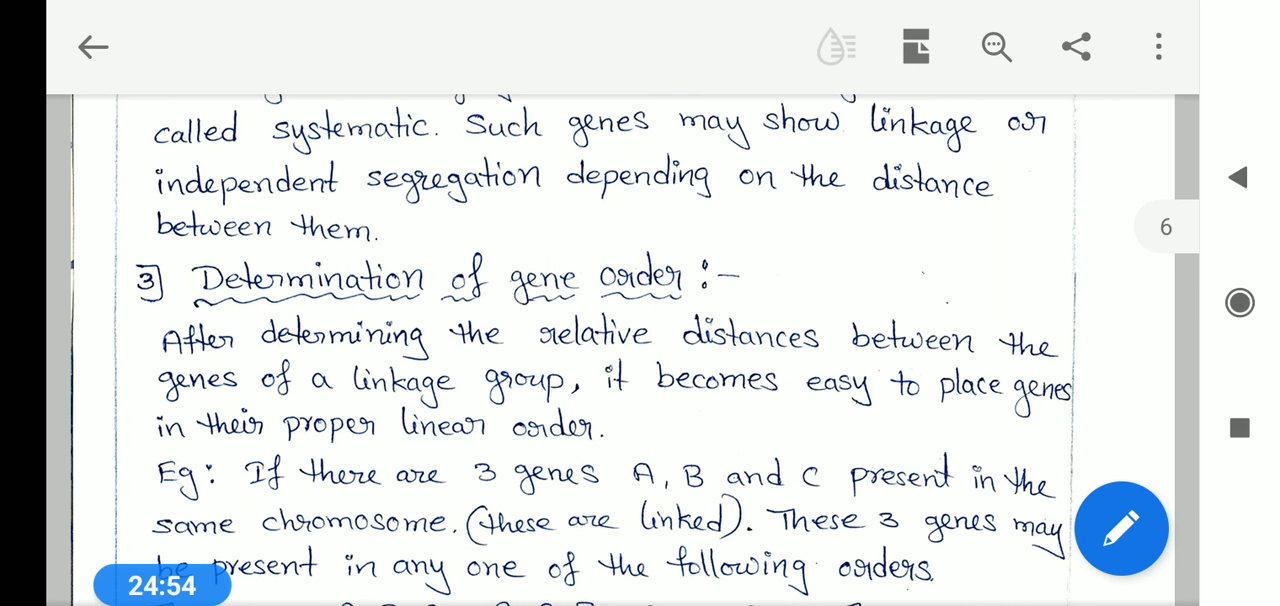 called systematic. Such genes may show linkage or
independent segregation depending on the distance
between them.
6
3] Determination of gene order :-
After determining the relative distances between the
genes of a linkage group, it becomes easy to place genes
in their proper linear order.
Eg: If there are 3 genes A, B and C present in the
same chromosome. (these are linked). These 3 genes may
be present in any one of the following orders.
24:54